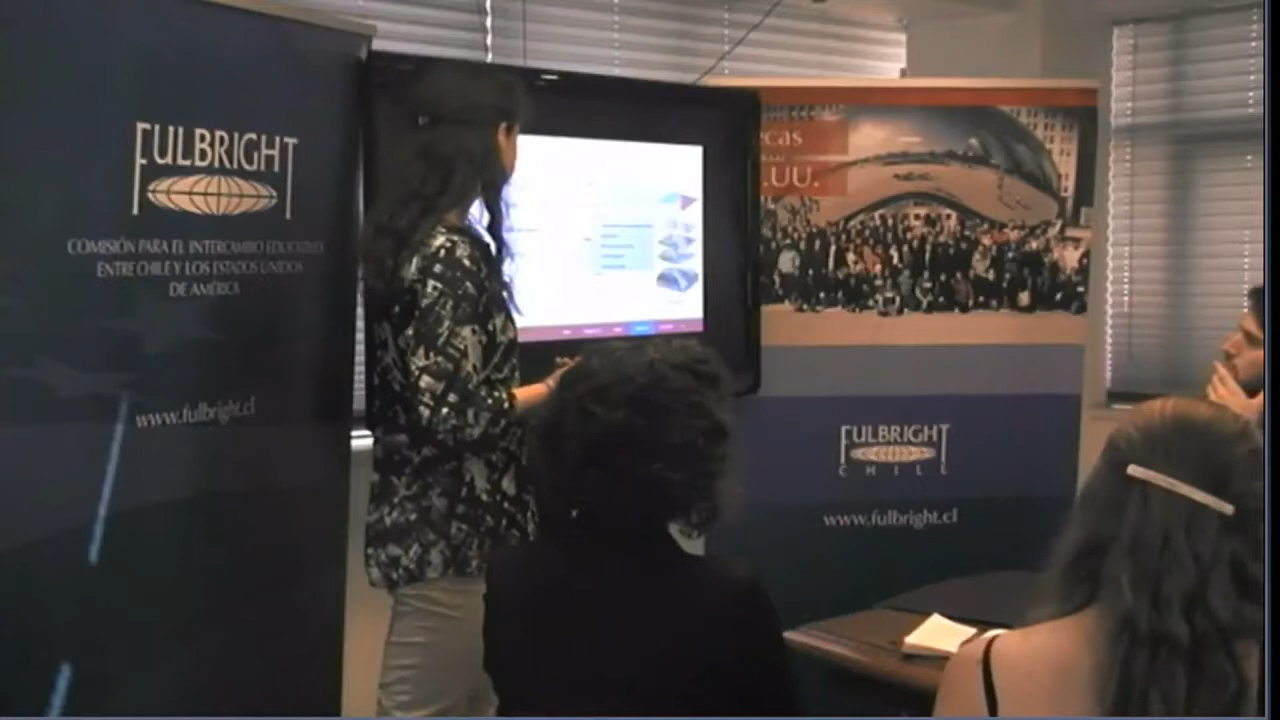 FULBRIGHT
COMISIÓN PARA EL INTERCAMBIO EDUCATIVO
ENTRE CHILE Y LOS ESTADOS UNIDOS
DE AMÉRICA
www.fulbright.cl
ecas
.UU.
FULBRIGHT
CHILE
www.fulbright.cl